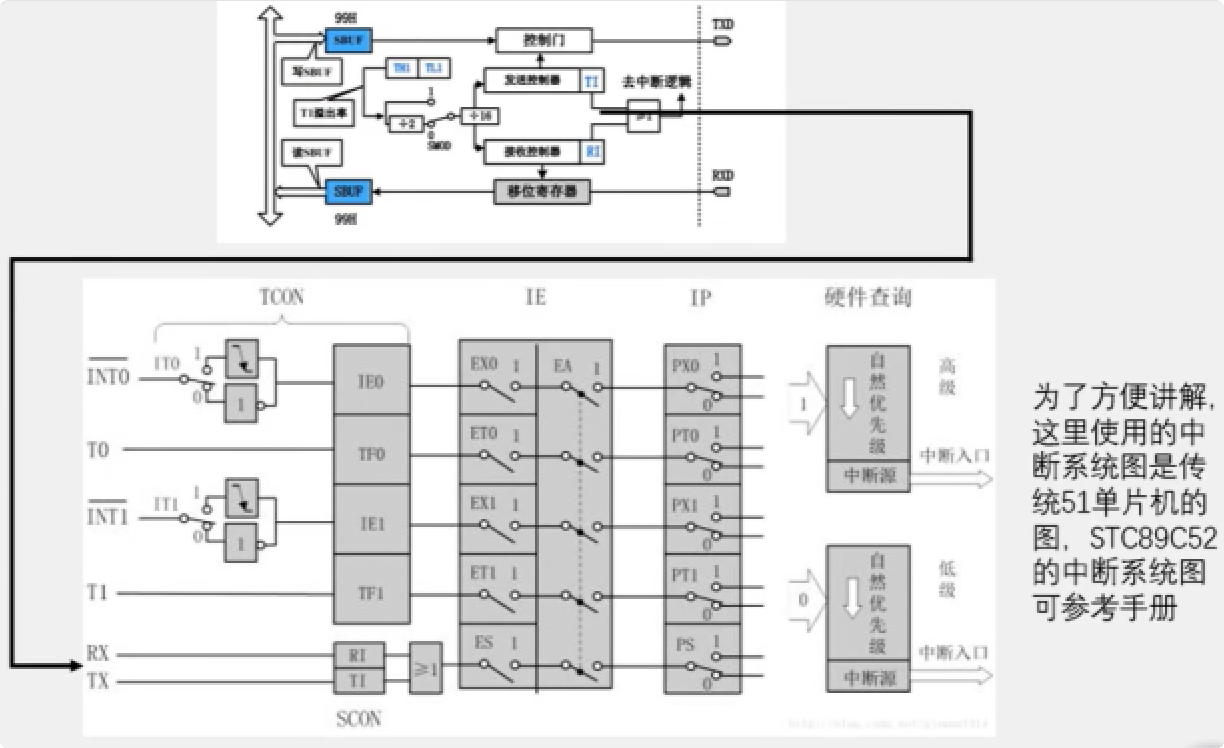 99H
TXD
SBUF
控制门
写SBUF
TH1 TL1
发送控制器 TI
去中断逻辑
T1溢出率
1
÷2
÷16
≥1
0
SMOD
读SBUF
接收控制器 RI
RXD
SBUF
移位寄存器
99H
TCON IE IP 硬件查询
INT0 IT0 1 0 1 IE0 EX0 1 EA 1 PX0 1 0
T0 TF0 ET0 1 PT0 1 0
INT1 IT1 1 0 1 IE1 EX1 1 PX1 1 0
T1 TF1 ET1 1 PT1 1 0
RX RI ≥1 ES 1 PS 1 0
TX TI
SCON
1
自然优先级
高级
中断源
中断入口
0
自然优先级
低级
中断源
中断入口
为了方便讲解,
这里使用的中
断系统图是传
统51单片机的
图, STC89C52
的中断系统图
可参考手册